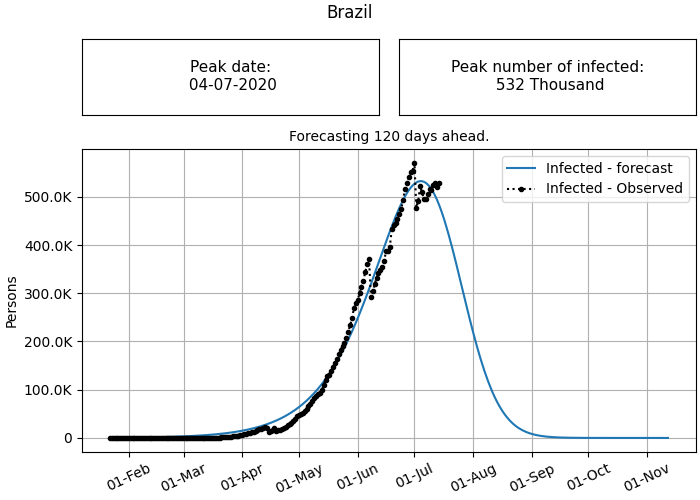 Brazil
Peak date:
04-07-2020
Peak number of infected:
532 Thousand
Forecasting 120 days ahead.
Infected - forecast
Infected - Observed
Persons
500.0K
400.0K
300.0K
200.0K
100.0K
0
01-Feb
01-Mar
01-Apr
01-May
01-Jun
01-Jul
01-Aug
01-Sep
01-Oct
01-Nov